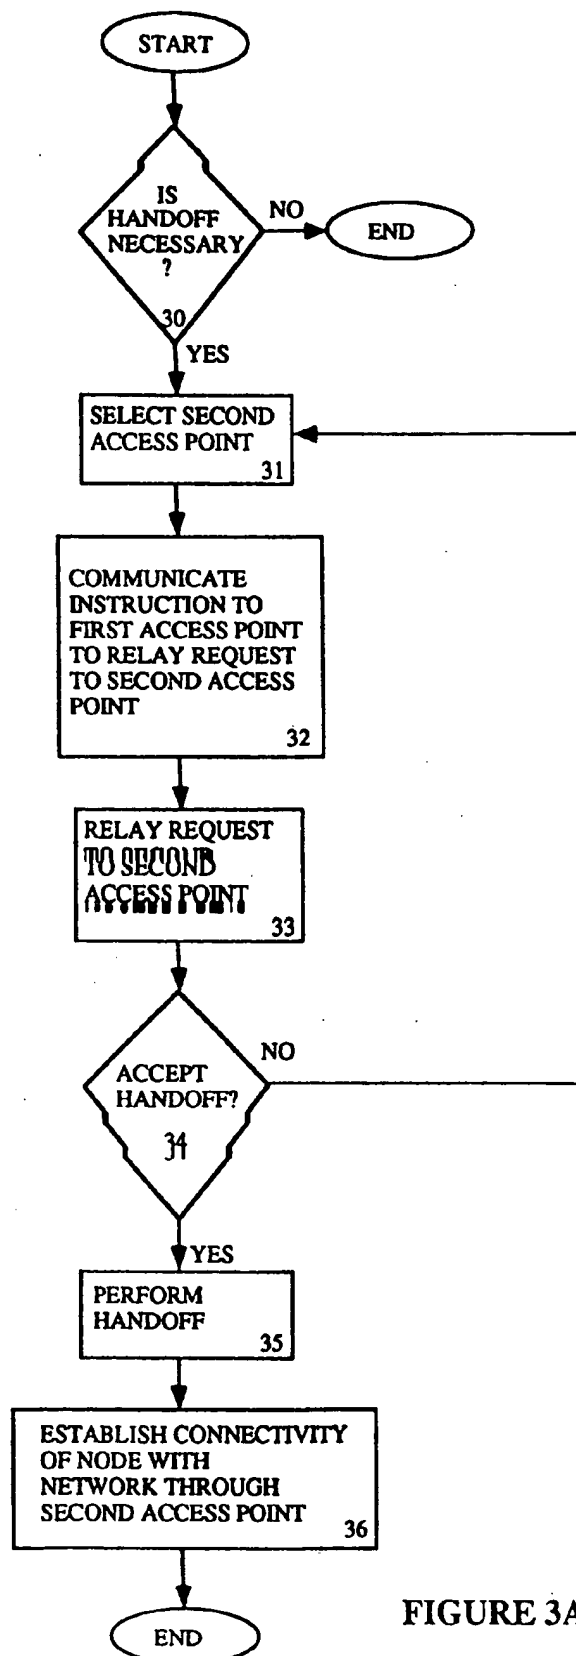 START
IS
HANDOFF
NECESSARY
?
30
NO
END
YES
SELECT SECOND
ACCESS POINT
31
COMMUNICATE
INSTRUCTION TO
FIRST ACCESS POINT
TO RELAY REQUEST
TO SECOND ACCESS
POINT
32
RELAY REQUEST
TO SECOND
ACCESS POINT
33
NO
ACCEPT
HANDOFF?
34
YES
PERFORM
HANDOFF
35
ESTABLISH CONNECTIVITY
OF NODE WITH
NETWORK THROUGH
SECOND ACCESS POINT
36
END
FIGURE 3A